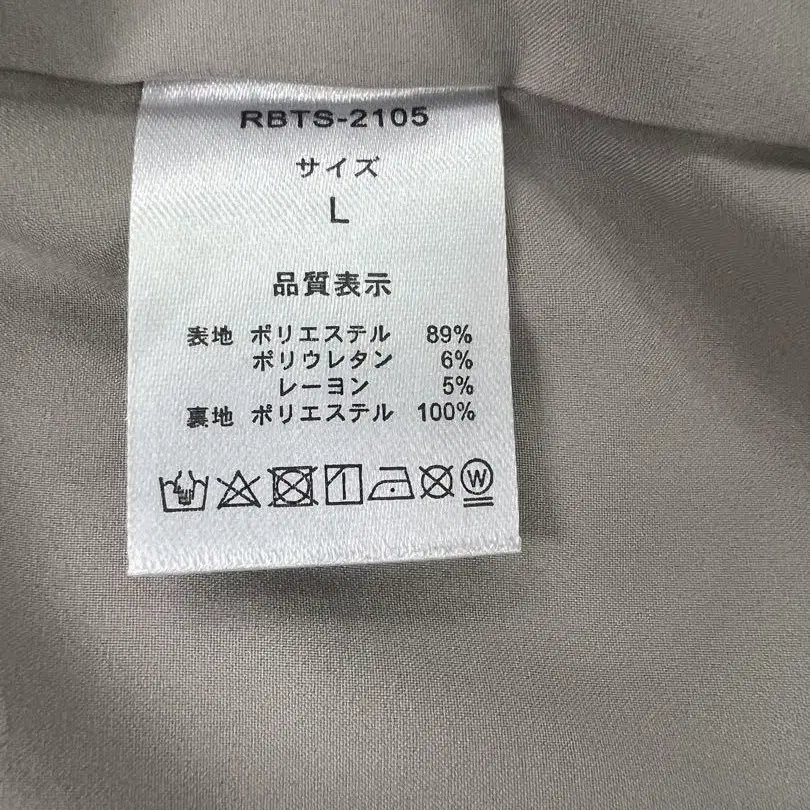 RBTS-2105
サイズ
L
品質表示
表地 ポリエステル 89%
ポリウレタン 6%
レーヨン 5%
裏地 ポリエステル 100%
W